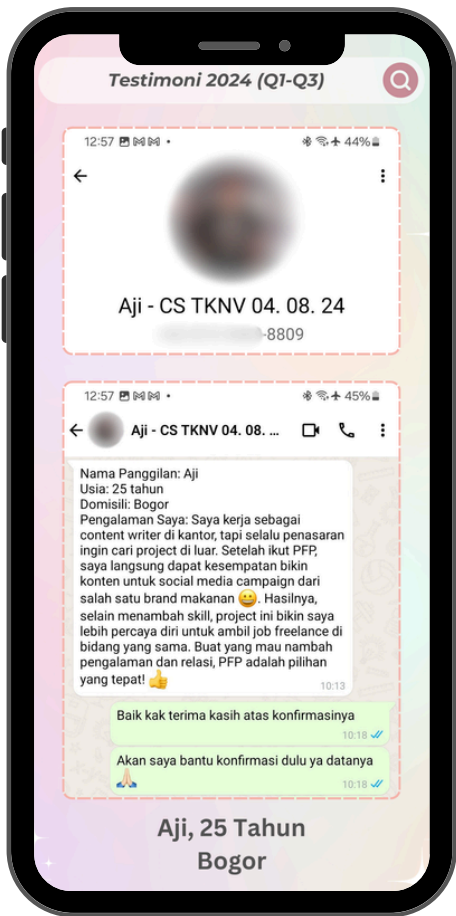 Testimoni 2024 (Q1-Q3)
12:57 44%
Aji - CS TKNV 04. 08. 24
-8809
12:57 45%
Aji - CS TKNV 04. 08. ...
Nama Panggilan: Aji
Usia: 25 tahun
Domisili: Bogor
Pengalaman Saya: Saya kerja sebagai
content writer di kantor, tapi selalu penasaran
ingin cari project di luar. Setelah ikut PFP,
saya langsung dapat kesempatan bikin
konten untuk social media campaign dari
salah satu brand makanan 😀. Hasilnya,
selain menambah skill, project ini bikin saya
lebih percaya diri untuk ambil job freelance di
bidang yang sama. Buat yang mau nambah
pengalaman dan relasi, PFP adalah pilihan
yang tepat! 👍
10:13
Baik kak terima kasih atas konfirmasinya
10:18
Akan saya bantu konfirmasi dulu ya datanya
🙏🏻
10:18
Aji, 25 Tahun
Bogor